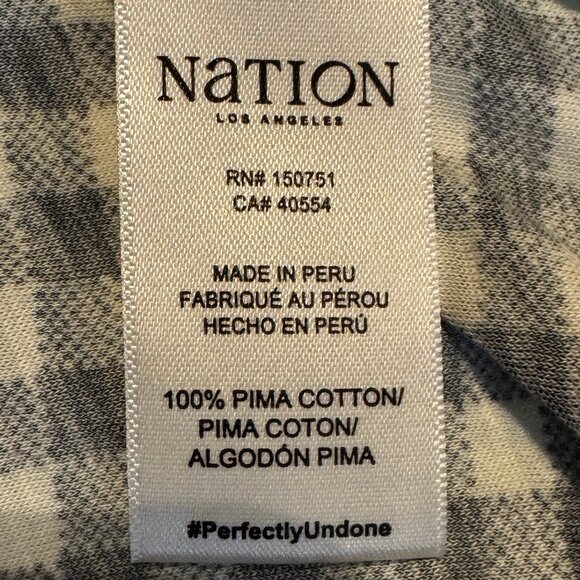 NaTION
LOS ANGELES
RN# 150751
CA# 40554
MADE IN PERU
FABRIQUÉ AU PÉROU
HECHO EN PERÚ
100% PIMA COTTON/
PIMA COTON/
ALGODÓN PIMA
#PerfectlyUndone